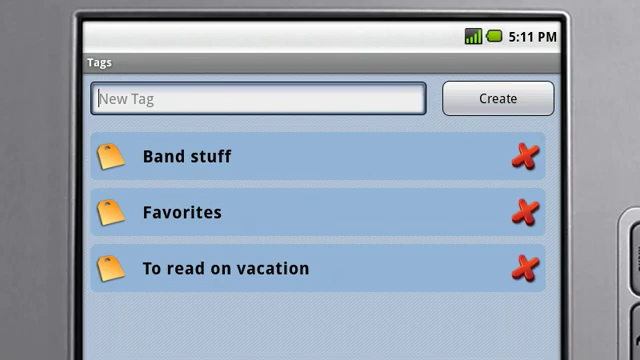 5:11 PM
Tags
New Tag
Create
Band stuff
Favorites
To read on vacation